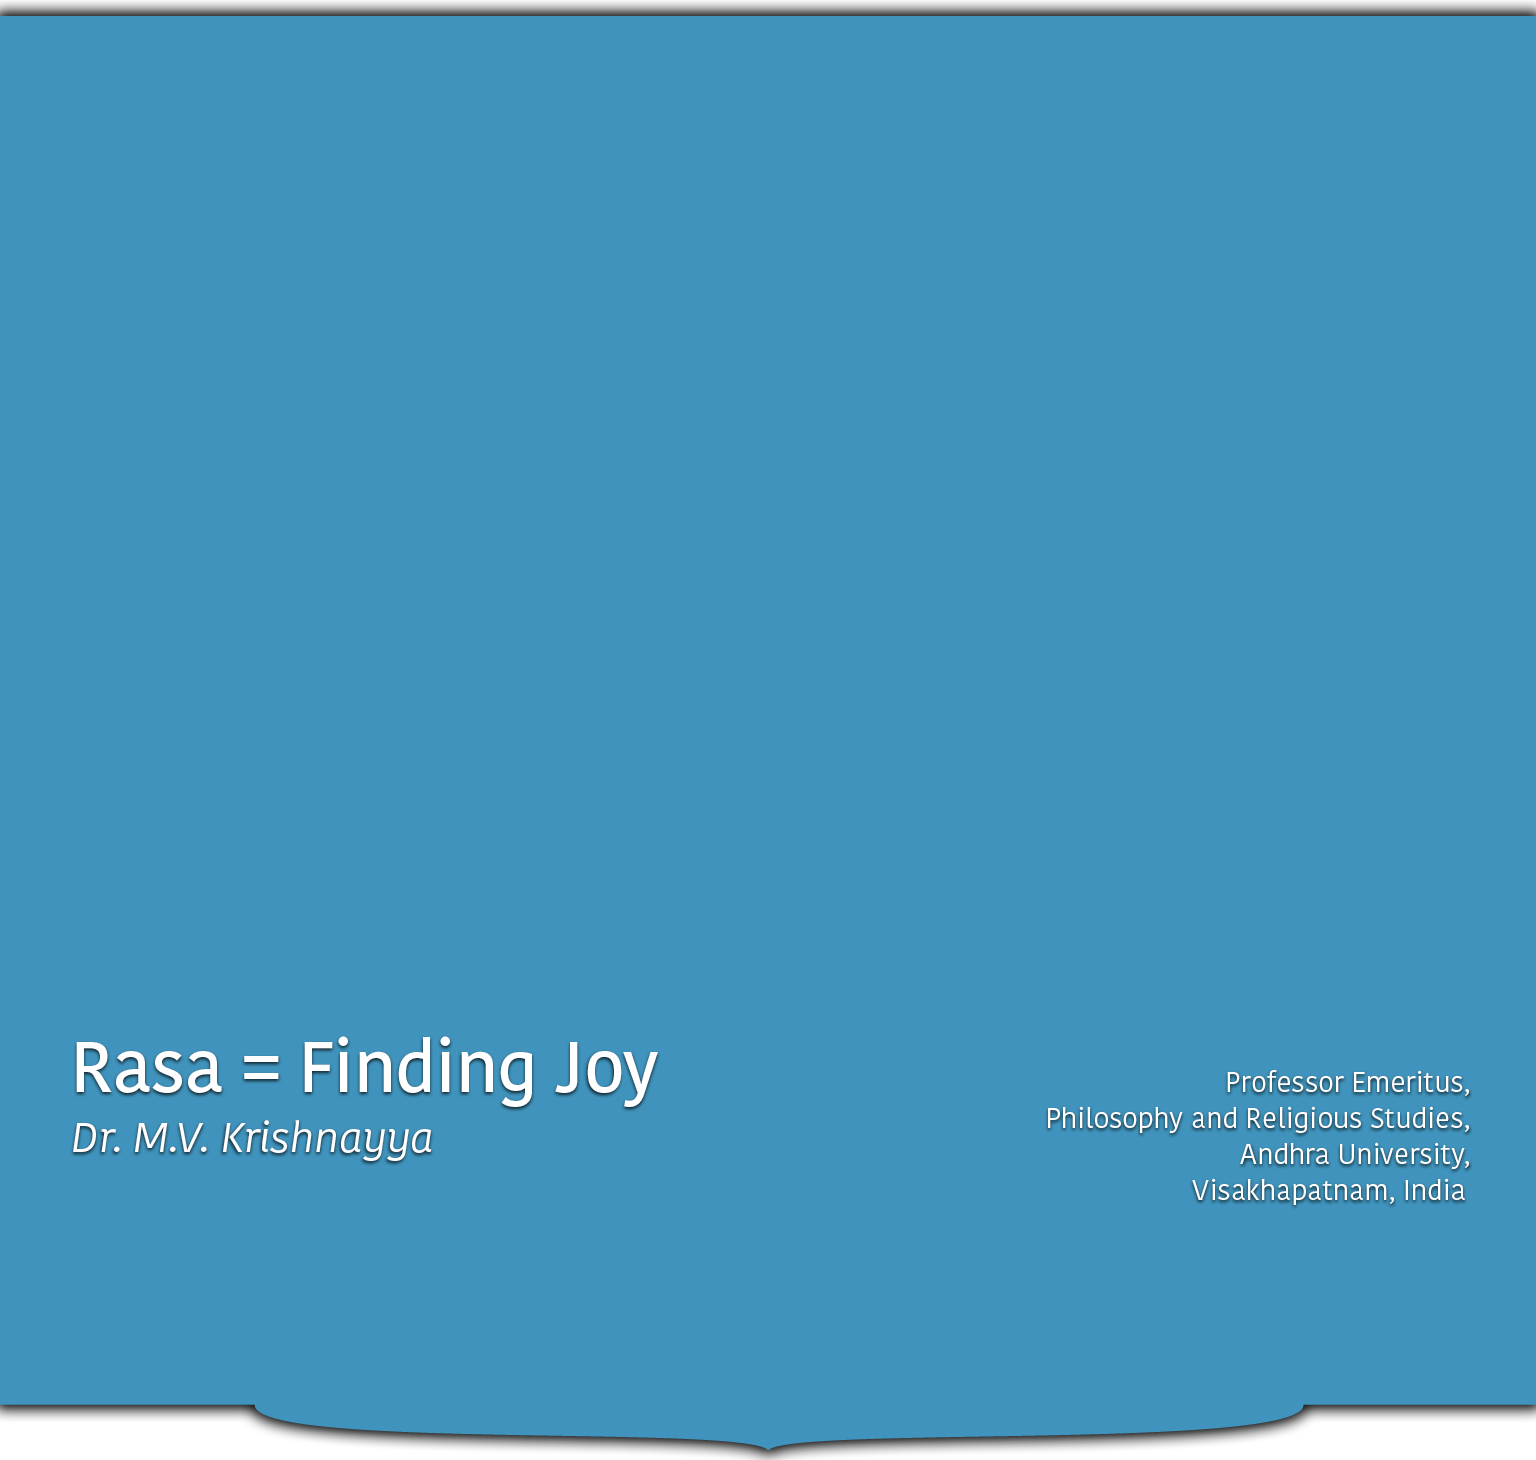 Rasa = Finding Joy
Dr. M.V. Krishnayya
Professor Emeritus,
Philosophy and Religious Studies,
Andhra University,
Visakhapatnam, India